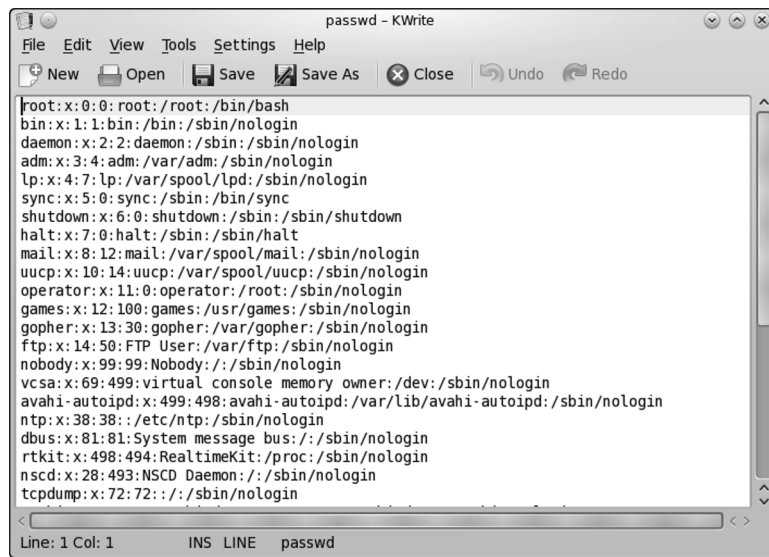 passwd – KWrite
File Edit View Tools Settings Help
New Open Save Save As Close Undo Redo
root:x:0:0:root:/root:/bin/bash
bin:x:1:1:bin:/bin:/sbin/nologin
daemon:x:2:2:daemon:/sbin:/sbin/nologin
adm:x:3:4:adm:/var/adm:/sbin/nologin
lp:x:4:7:lp:/var/spool/lpd:/sbin/nologin
sync:x:5:0:sync:/sbin:/bin/sync
shutdown:x:6:0:shutdown:/sbin:/sbin/shutdown
halt:x:7:0:halt:/sbin:/sbin/halt
mail:x:8:12:mail:/var/spool/mail:/sbin/nologin
uucp:x:10:14:uucp:/var/spool/uucp:/sbin/nologin
operator:x:11:0:operator:/root:/sbin/nologin
games:x:12:100:games:/usr/games:/sbin/nologin
gopher:x:13:30:gopher:/var/gopher:/sbin/nologin
ftp:x:14:50:FTP User:/var/ftp:/sbin/nologin
nobody:x:99:99:Nobody:/:/sbin/nologin
vcsa:x:69:499:virtual console memory owner:/dev:/sbin/nologin
avahi-autoipd:x:499:498:avahi-autoipd:/var/lib/avahi-autoipd:/sbin/nologin
ntp:x:38:38::/etc/ntp:/sbin/nologin
dbus:x:81:81:System message bus:/:/sbin/nologin
rtkit:x:498:494:RealtimeKit:/proc:/sbin/nologin
nscd:x:28:493:NSCD Daemon:/:/sbin/nologin
tcpdump:x:72:72::/:/sbin/nologin
Line: 1 Col: 1 INS LINE passwd